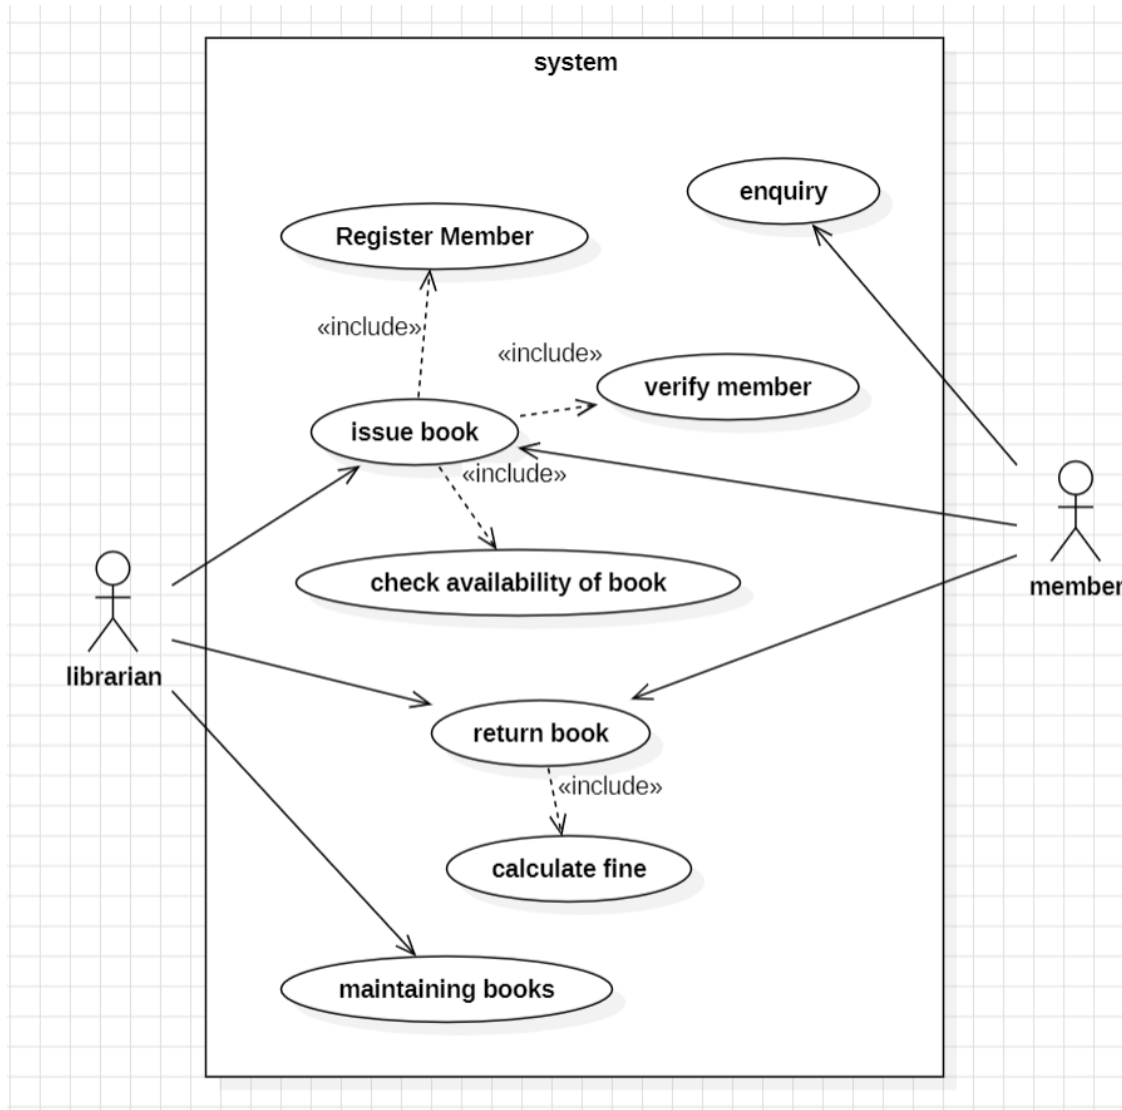 system
enquiry
Register Member
«include»
«include»
verify member
issue book
«include»
check availability of book
member
librarian
return book
«include»
calculate fine
maintaining books